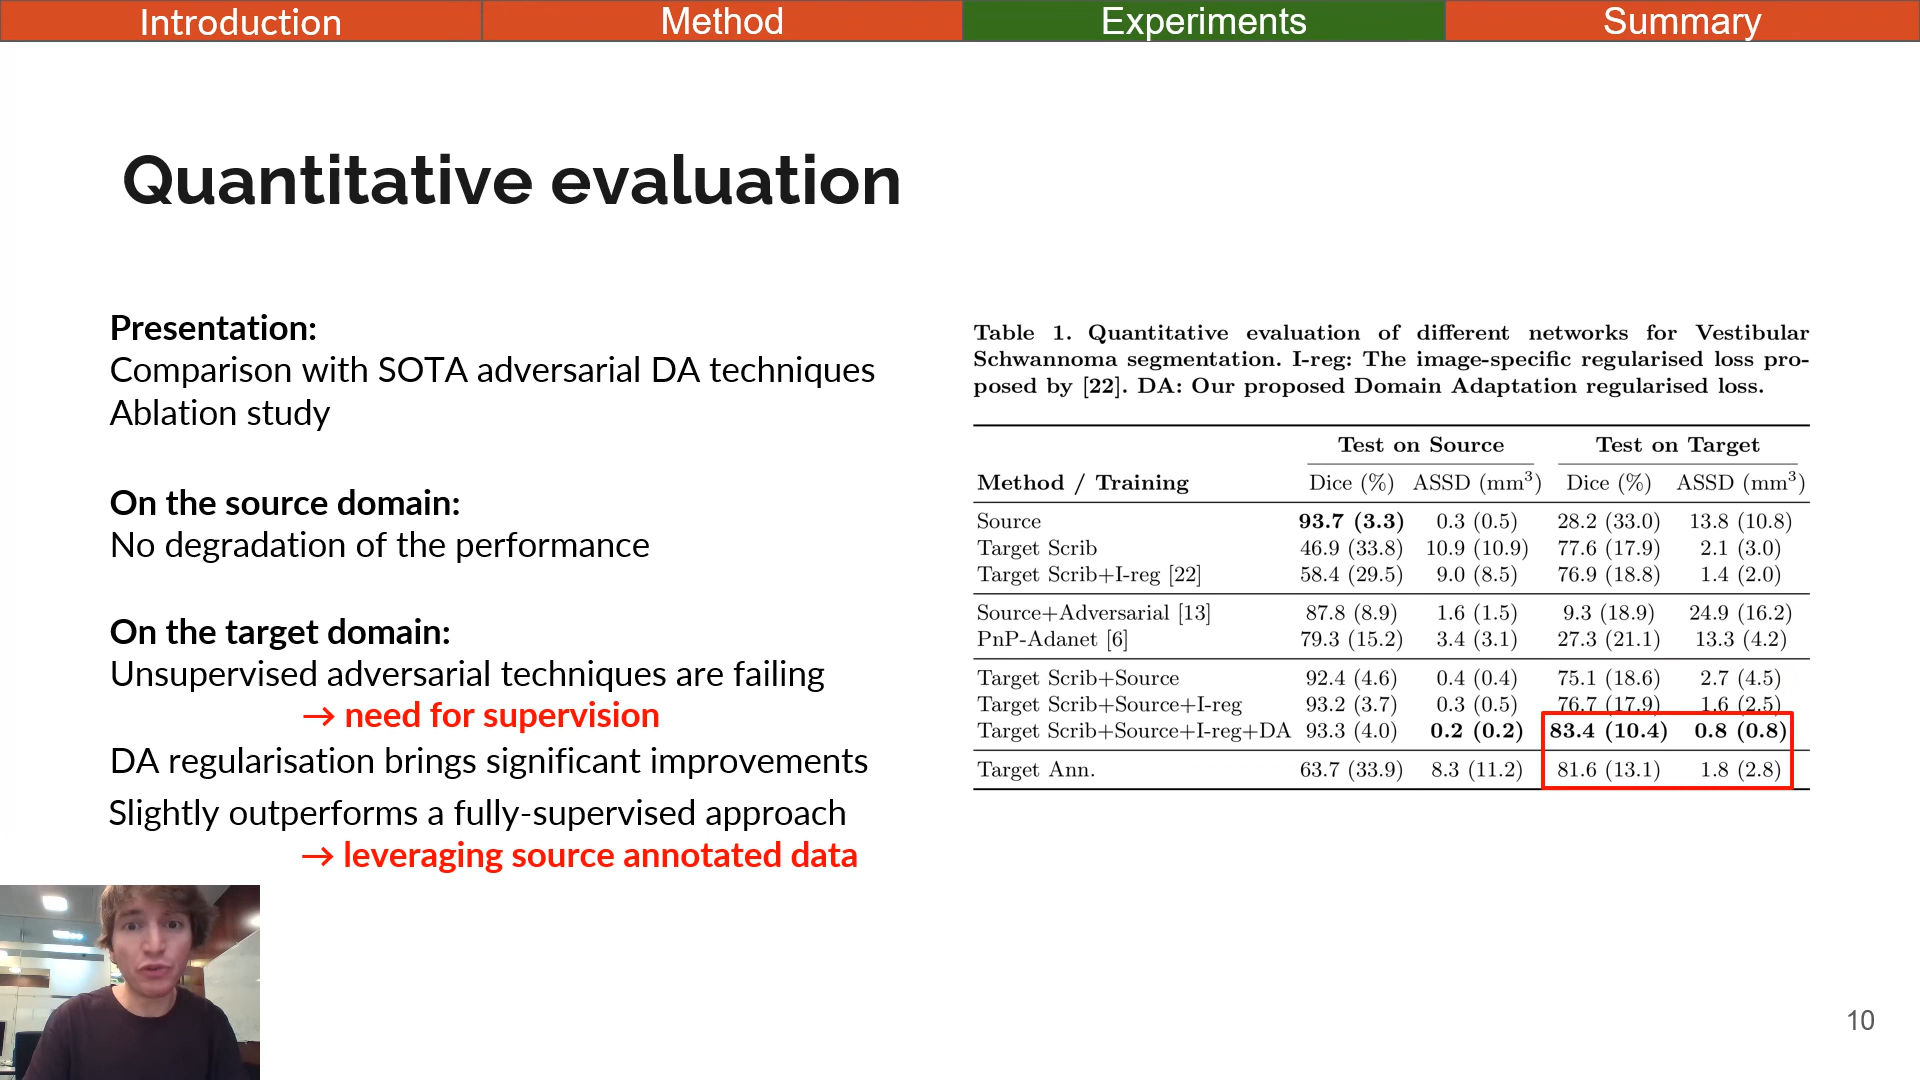 Introduction Method Experiments Summary
Quantitative evaluation
Presentation:
Comparison with SOTA adversarial DA techniques
Ablation study
On the source domain:
No degradation of the performance
On the target domain:
Unsupervised adversarial techniques are failing
→ need for supervision
DA regularisation brings significant improvements
Slightly outperforms a fully-supervised approach
→ leveraging source annotated data
Table 1. Quantitative evaluation of different networks for Vestibular
Schwannoma segmentation. I-reg: The image-specific regularised loss pro-
posed by [22]. DA: Our proposed Domain Adaptation regularised loss.
Test on Source Test on Target
Method / Training Dice (%) ASSD (mm³) Dice (%) ASSD (mm³)
Source 93.7 (3.3) 0.3 (0.5) 28.2 (33.0) 13.8 (10.8)
Target Scrib 46.9 (33.8) 10.9 (10.9) 77.6 (17.9) 2.1 (3.0)
Target Scrib+I-reg [22] 58.4 (29.5) 9.0 (8.5) 76.9 (18.8) 1.4 (2.0)
Source+Adversarial [13] 87.8 (8.9) 1.6 (1.5) 9.3 (18.9) 24.9 (16.2)
PnP-Adanet [6] 79.3 (15.2) 3.4 (3.1) 27.3 (21.1) 13.3 (4.2)
Target Scrib+Source 92.4 (4.6) 0.4 (0.4) 75.1 (18.6) 2.7 (4.5)
Target Scrib+Source+I-reg 93.2 (3.7) 0.3 (0.5) 76.7 (17.9) 1.6 (2.5)
Target Scrib+Source+I-reg+DA 93.3 (4.0) 0.2 (0.2) 83.4 (10.4) 0.8 (0.8)
Target Ann. 63.7 (33.9) 8.3 (11.2) 81.6 (13.1) 1.8 (2.8)
10